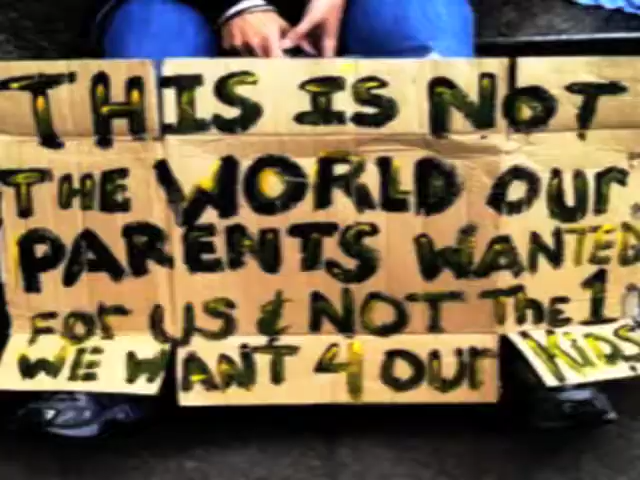 THIS IS NOT
THE WORLD OUr
PARENTS WANTED
FOr US & NOT The 1
WE WANT 4 OUr KiDS